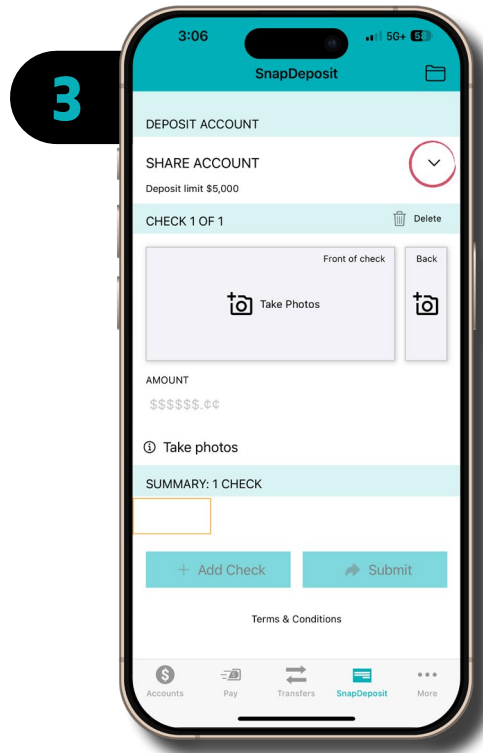 3
3:06
5G+ 53
SnapDeposit
DEPOSIT ACCOUNT
SHARE ACCOUNT
Deposit limit $5,000
CHECK 1 OF 1
Delete
Front of check
Back
Take Photos
AMOUNT
$$$$$$.¢¢
Take photos
SUMMARY: 1 CHECK
+ Add Check
Submit
Terms & Conditions
Accounts
Pay
Transfers
SnapDeposit
More